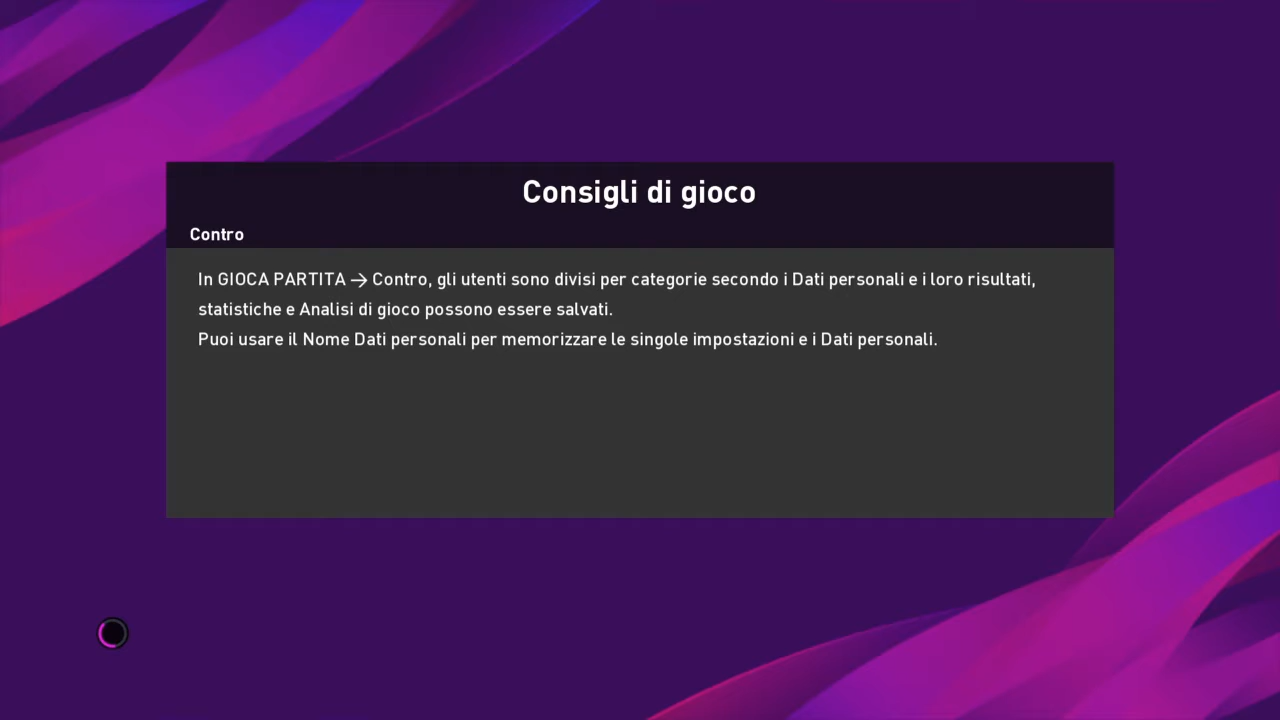 Consigli di gioco
Contro
In GIOCA PARTITA → Contro, gli utenti sono divisi per categorie secondo i Dati personali e i loro risultati,
statistiche e Analisi di gioco possono essere salvati.
Puoi usare il Nome Dati personali per memorizzare le singole impostazioni e i Dati personali.